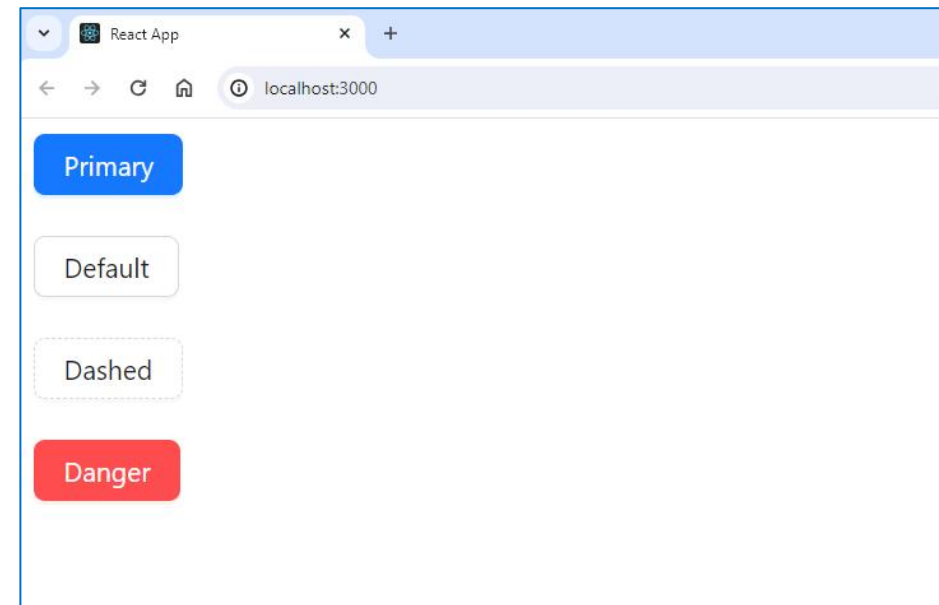 React App
localhost:3000
Primary
Default
Dashed
Danger